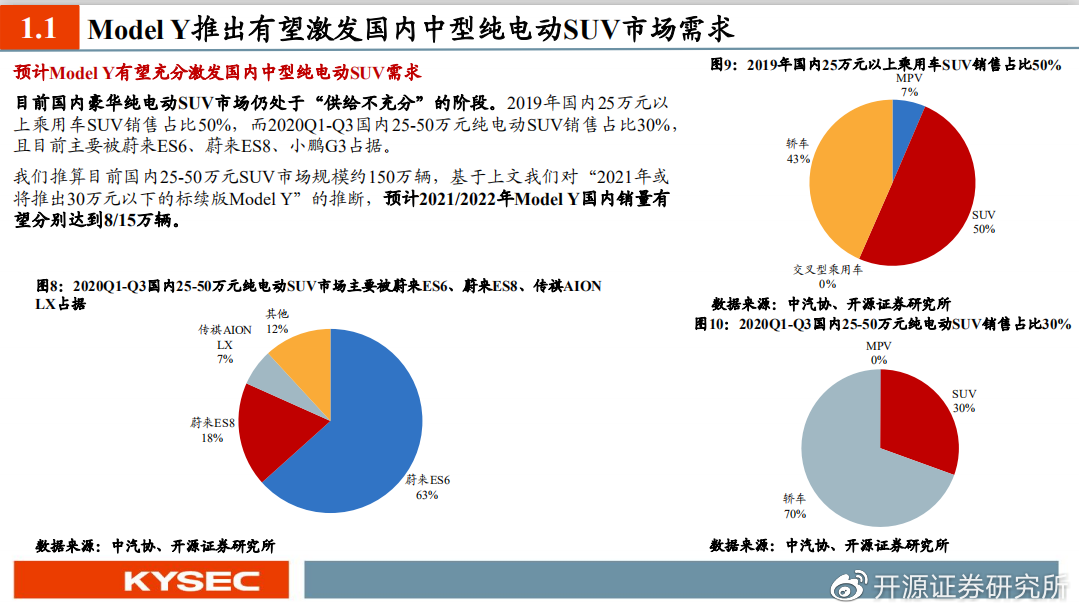 1.1
Model Y推出有望激发国内中型纯电动SUV市场需求
预计Model Y有望充分激发国内中型纯电动SUV需求
目前国内豪华纯电动SUV市场仍处于“供给不充分”的阶段。2019年国内25万元以
上乘用车SUV销售占比50%，而2020Q1-Q3国内25-50万元纯电动SUV销售占比30%，
且目前主要被蔚来ES6、蔚来ES8、小鹏G3占据。
我们推算目前国内25-50万元SUV市场规模约150万辆，基于上文我们对“2021年或
将推出30万元以下的标续版Model Y”的推断，预计2021/2022年Model Y国内销量有
望分别达到8/15万辆。
图8：2020Q1-Q3国内25-50万元纯电动SUV市场主要被蔚来ES6、蔚来ES8、传祺AION
LX占据
其他
12%
传祺AION
LX
7%
蔚来ES8
18%
蔚来ES6
63%
数据来源：中汽协、开源证券研究所
图9：2019年国内25万元以上乘用车SUV销售占比50%
MPV
7%
轿车
43%
SUV
50%
交叉型乘用车
0%
数据来源：中汽协、开源证券研究所
图10：2020Q1-Q3国内25-50万元纯电动SUV销售占比30%
MPV
0%
SUV
30%
轿车
70%
数据来源：中汽协、开源证券研究所
KYSEC
开源证券研究所